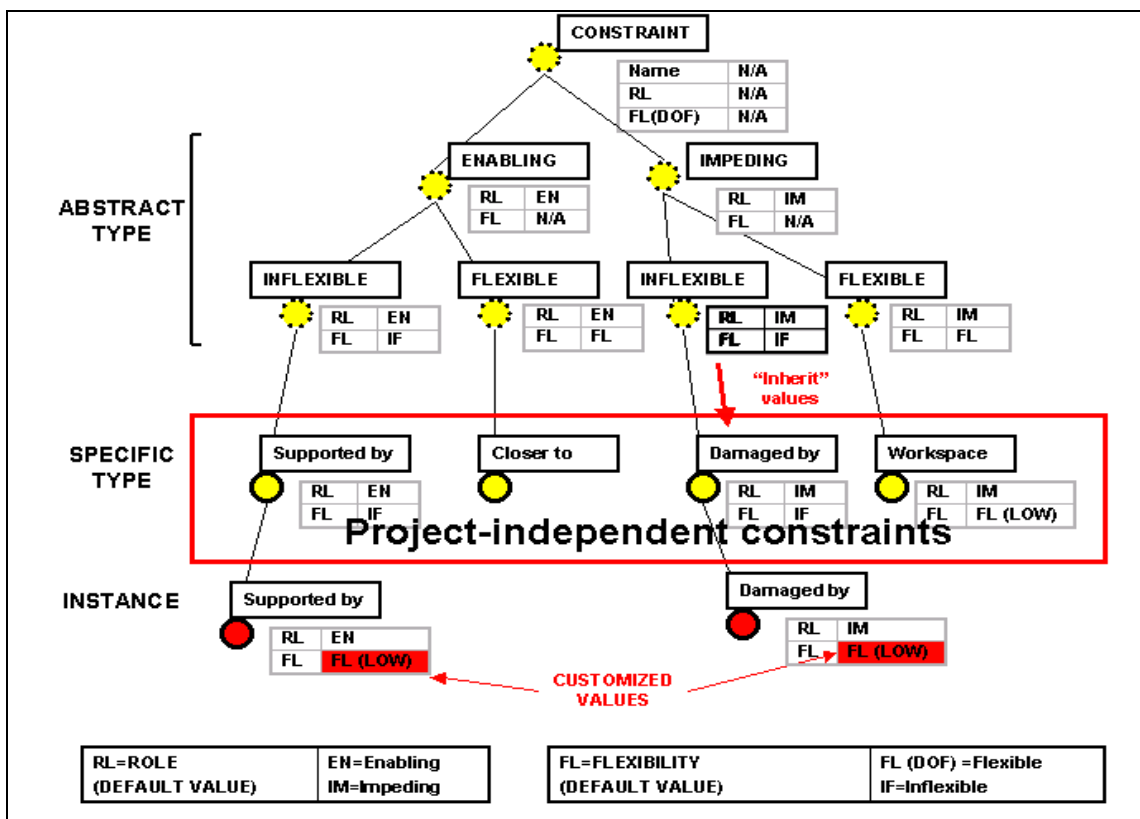 CONSTRAINT
Name N/A
RL N/A
FL(DOF) N/A
ABSTRACT
TYPE
ENABLING
RL EN
FL N/A
IMPEDING
RL IM
FL N/A
INFLEXIBLE
RL EN
FL IF
FLEXIBLE
RL EN
FL FL
INFLEXIBLE
RL IM
FL IF
FLEXIBLE
RL IM
FL FL
“Inherit”
values
SPECIFIC
TYPE
Supported by
RL EN
FL IF
Closer to
Damaged by
RL IM
FL IF
Workspace
RL IM
FL FL (LOW)
Project-independent constraints
INSTANCE
Supported by
RL EN
FL FL (LOW)
Damaged by
RL IM
FL FL (LOW)
CUSTOMIZED
VALUES
RL=ROLE EN=Enabling
(DEFAULT VALUE) IM=Impeding
FL=FLEXIBILITY FL (DOF) =Flexible
(DEFAULT VALUE) IF=Inflexible